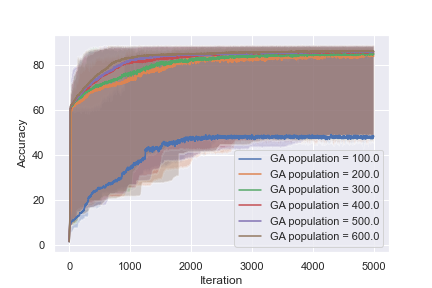 80
60
40
20
0
Accuracy
GA population = 100.0
GA population = 200.0
GA population = 300.0
GA population = 400.0
GA population = 500.0
GA population = 600.0
0 1000 2000 3000 4000 5000
Iteration